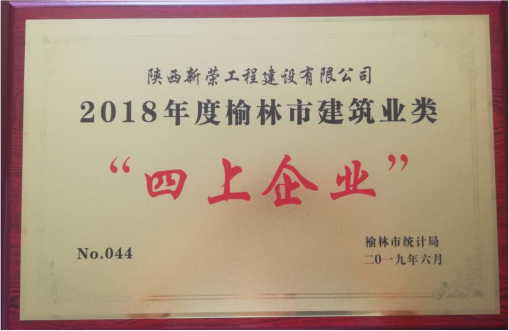 陕西新荣工程建设有限公司
2018年度榆林市建筑业类
“四上企业”
No.044
榆林市统计局
二〇一九年六月